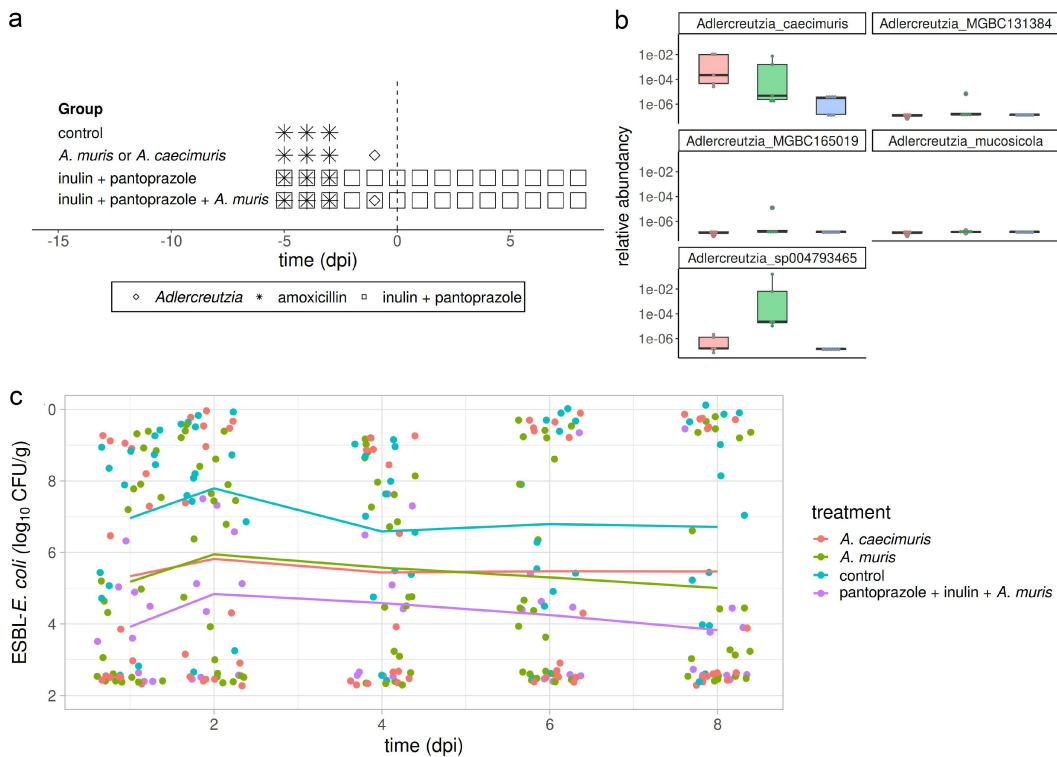 a
Group
control
A. muris or A. caecimuris
inulin + pantoprazole
inulin + pantoprazole + A. muris
-15 -10 -5 0 5
time (dpi)
Adlercreutzia amoxicillin inulin + pantoprazole
b
Adlercreutzia_caecimuris Adlercreutzia_MGBC131384
1e-02
1e-04
1e-06
Adlercreutzia_MGBC165019 Adlercreutzia_mucosicola
1e-02
1e-04
1e-06
Adlercreutzia_sp004793465
1e-02
1e-04
1e-06
relative abundancy
c
0
8
6
4
2
ESBL-E. coli (log10 CFU/g)
2 4 6 8
time (dpi)
treatment
A. caecimuris
A. muris
control
pantoprazole + inulin + A. muris